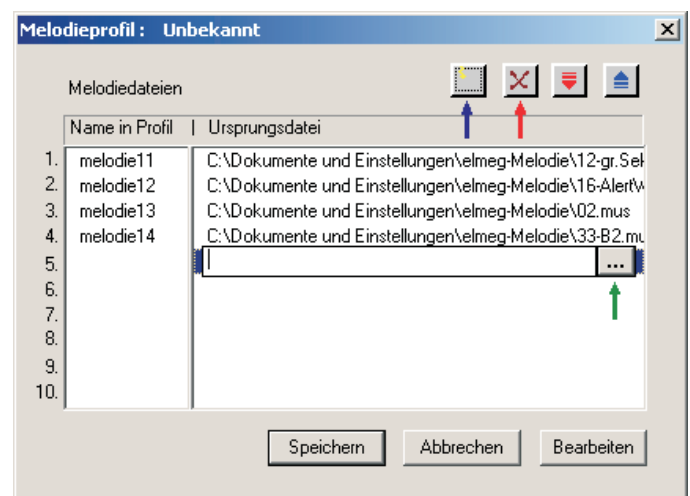 Melodieprofil : Unbekannt
Melodiedateien
Name in Profil | Ursprungsdatei
1. melodie11 C:\Dokumente und Einstellungen\elmeg-Melodie\12-gr.Sek
2. melodie12 C:\Dokumente und Einstellungen\elmeg-Melodie\16-Alert\
3. melodie13 C:\Dokumente und Einstellungen\elmeg-Melodie\02.mus
4. melodie14 C:\Dokumente und Einstellungen\elmeg-Melodie\33-B2.mu
5. ...
6.
7.
8.
9.
10.
Speichern Abbrechen Bearbeiten